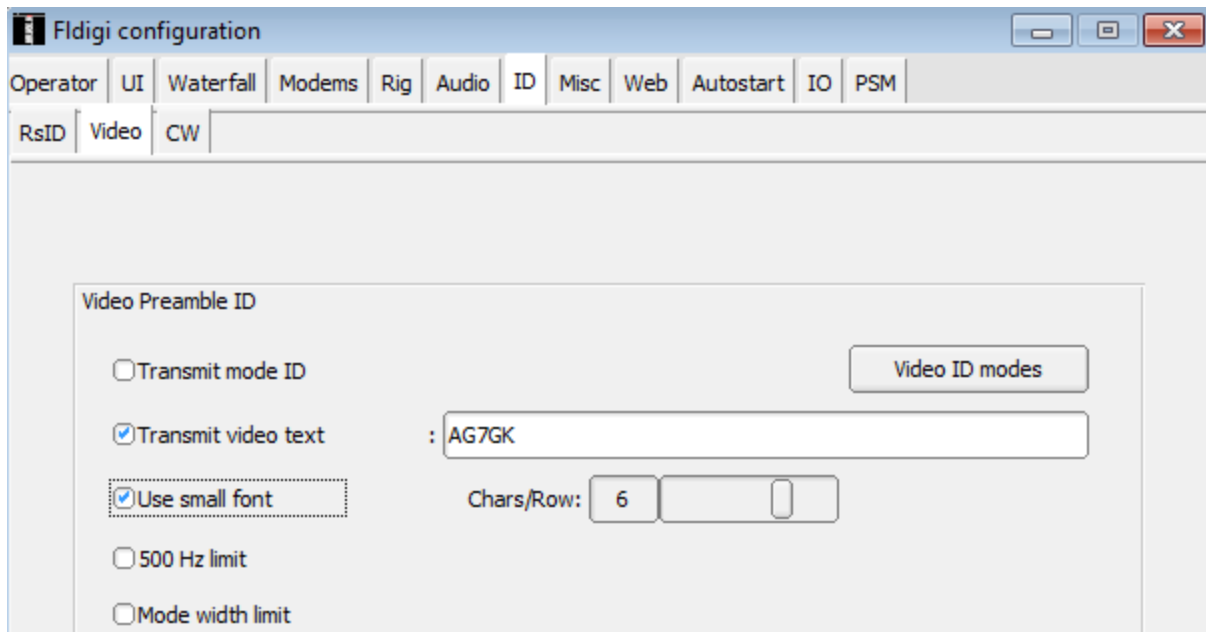 Fldigi configuration
Operator UI Waterfall Modems Rig Audio ID Misc Web Autostart IO PSM
RsID Video CW
Video Preamble ID
Transmit mode ID Video ID modes
Transmit video text : AG7GK
Use small font Chars/Row: 6
500 Hz limit
Mode width limit